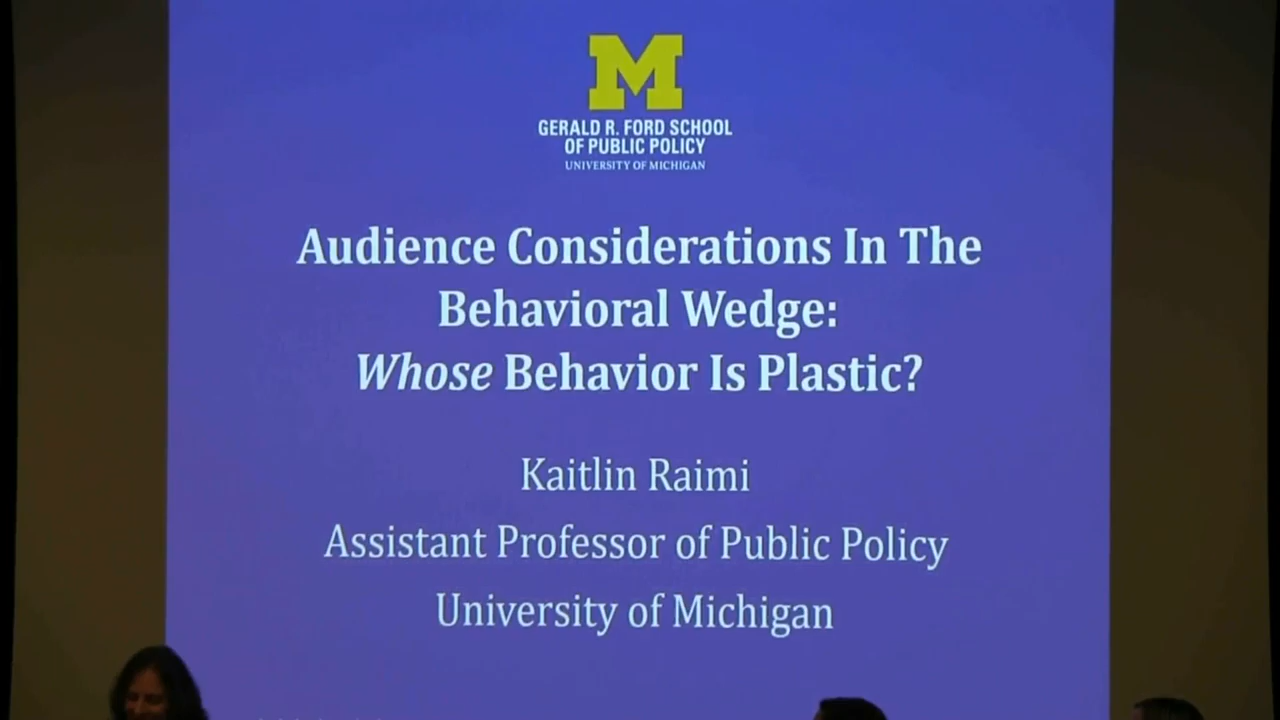 M
GERALD R. FORD SCHOOL
OF PUBLIC POLICY
UNIVERSITY OF MICHIGAN
Audience Considerations In The
Behavioral Wedge:
Whose Behavior Is Plastic?
Kaitlin Raimi
Assistant Professor of Public Policy
University of Michigan